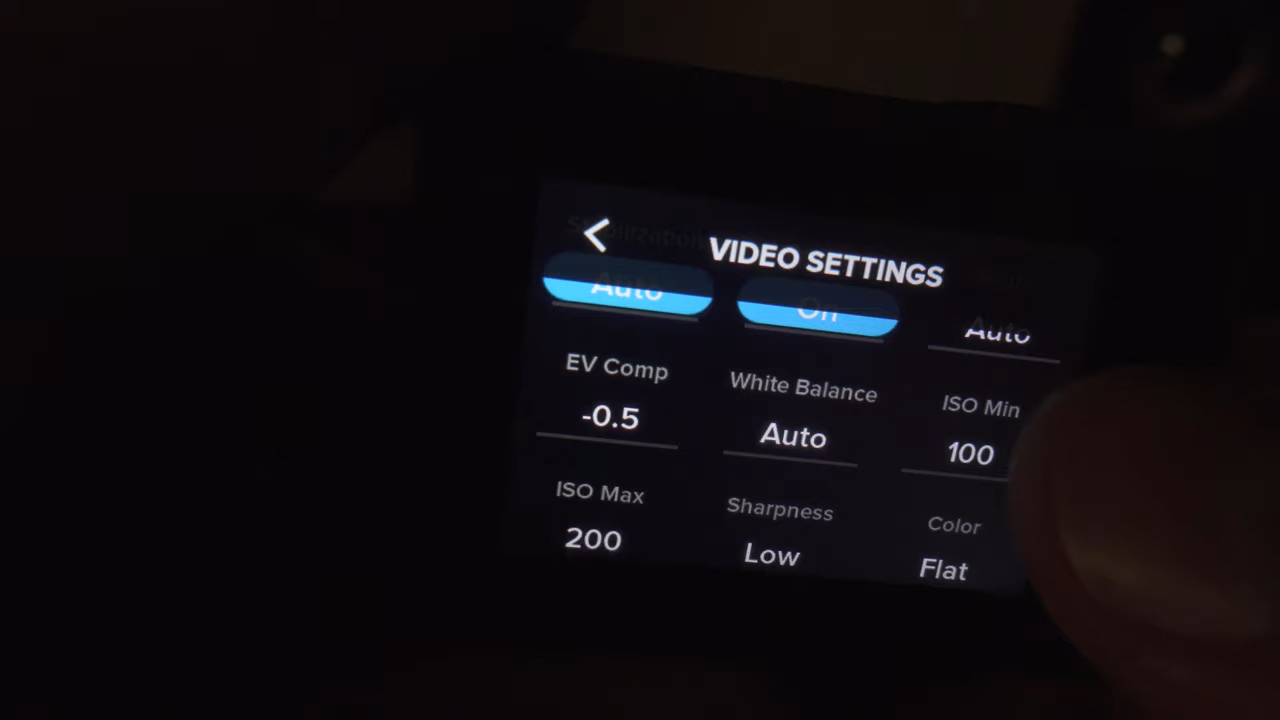 VIDEO SETTINGS
Auto On Auto
EV Comp White Balance ISO Min
-0.5 Auto 100
ISO Max Sharpness Color
200 Low Flat